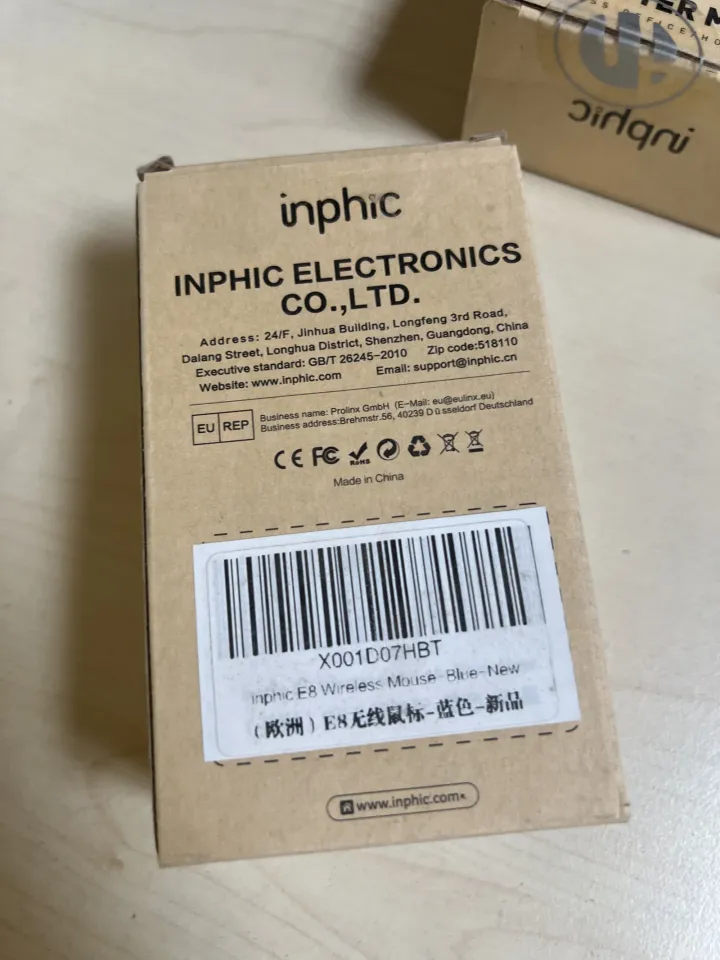 inphic
INPHIC ELECTRONICS
CO.,LTD.
Address: 24/F, Jinhua Building, Longfeng 3rd Road,
Dalang Street, Longhua District, Shenzhen, Guangdong, China
Executive standard: GB/T 26245-2010 Zip code:518110
Website: www.inphic.com Email: support@inphic.cn
EU REP
Business name: Prolinx GmbH (E-Mail: eu@eulinx.eu)
Business address:Brehmstr.56, 40239 Düsseldorf Deutschland
CE FC RoHS
Made in China
X001D07HBT
inphic E8 Wireless Mouse-Blue-New
(欧洲)E8无线鼠标-蓝色-新品
www.inphic.com
TER M
inphic